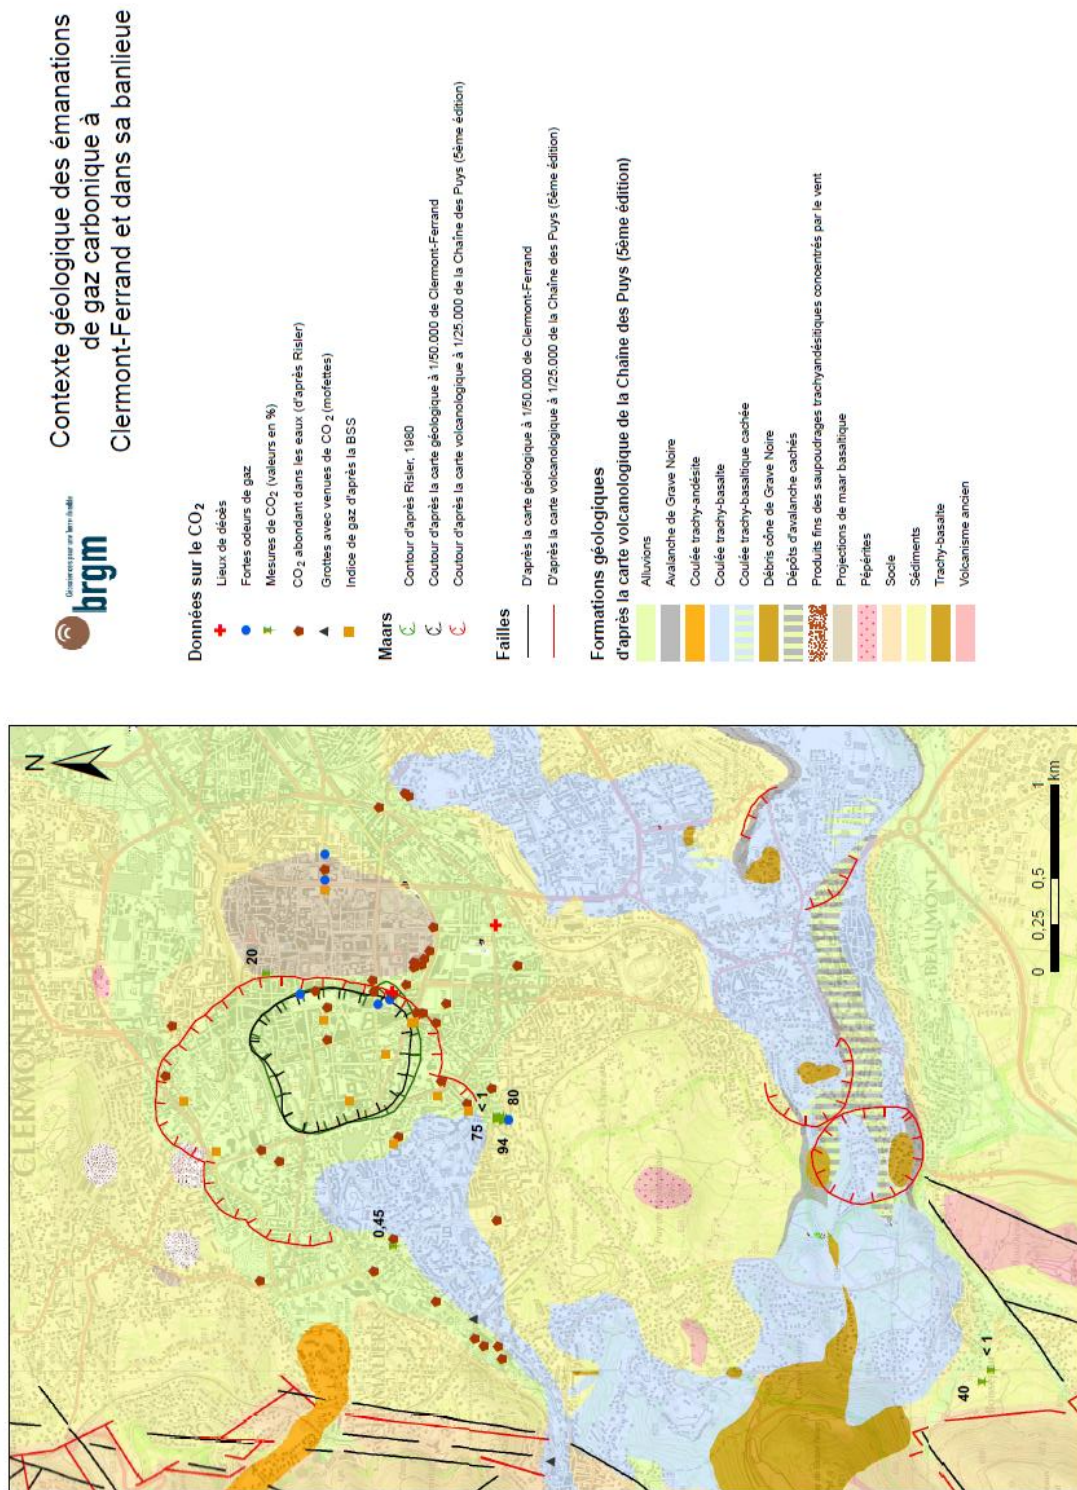 Contexte géologique des émanations
de gaz carbonique à
Clermont-Ferrand et dans sa banlieue
Géosciences pour une Terre durable
brgm
Données sur le CO2
Lieux de décès
Fortes odeurs de gaz
Mesures de CO2 (valeurs en %)
CO2 abondant dans les eaux (d'après Risler)
Grottes avec venues de CO2 (mofettes)
Indice de gaz d'après la BSS
Maars
Contour d'après Risler, 1980
Coutour d'après la carte géologique à 1/50.000 de Clermont-Ferrand
Coutour d'après la carte volcanologique à 1/25.000 de la Chaîne des Puys (5ème édition)
Failles
D'après la carte géologique à 1/50.000 de Clermont-Ferrand
D'après la carte volcanologique à 1/25.000 de la Chaîne des Puys (5ème édition)
Formations géologiques
d'après la carte volcanologique de la Chaîne des Puys (5ème édition)
Alluvions
Avalanche de Grave Noire
Coulée trachy-andésite
Coulée trachy-basalte
Coulée trachy-basaltique cachée
Débris cône de Grave Noire
Dépôts d'avalanche cachés
Produits fins des saupoudrages trachyandésitiques concentrés par le vent
Projections de maar basaltique
Pépérites
Socle
Sédiments
Trachy-basalte
Volcanisme ancien
N
CLERMONT-FERRAND
20
0,45
75
< 1
94
80
BEAUMONT
40
< 1
0
0,25
0,5
1
km